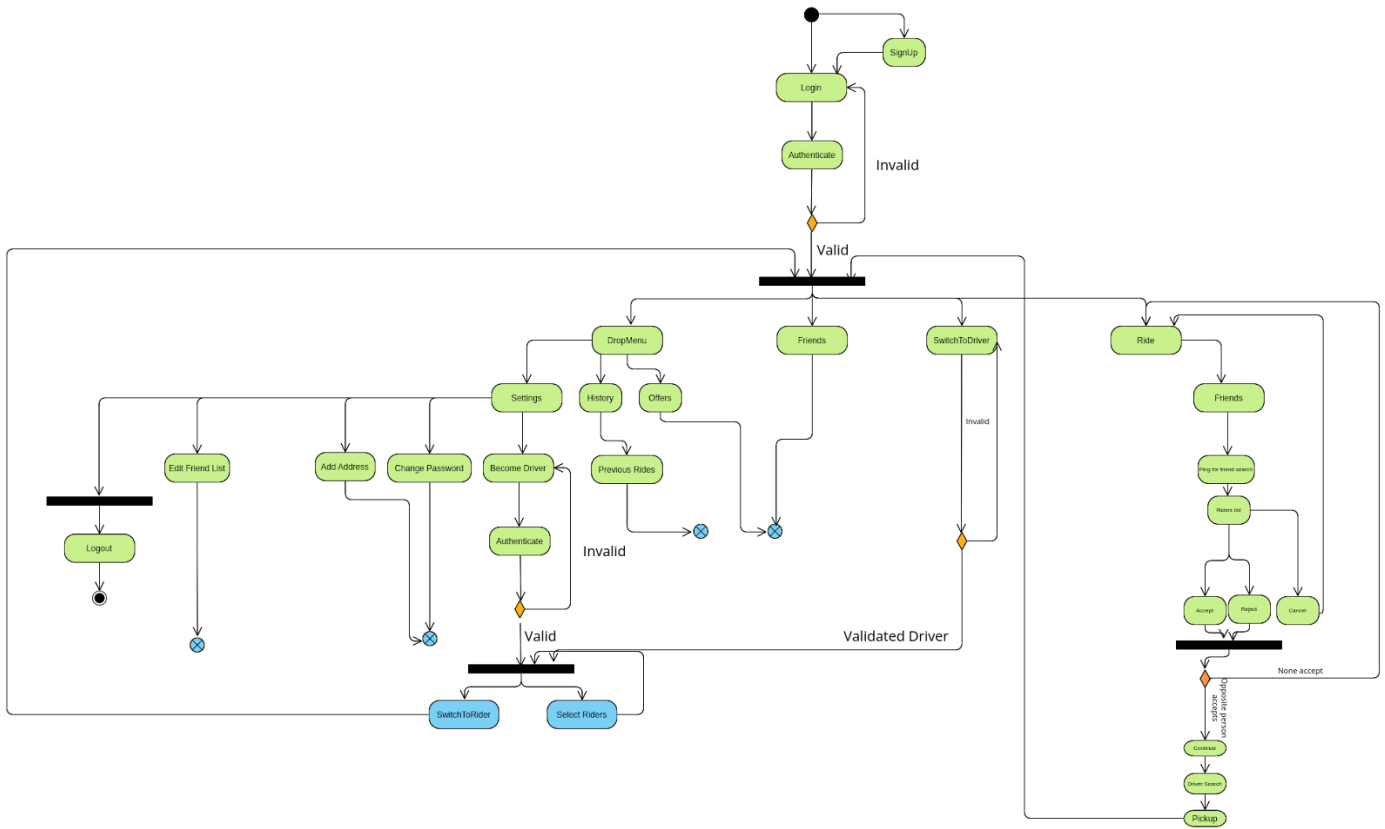 SignUp
Login
Authenticate
Invalid
Valid
DropMenu
Friends
SwitchToDriver
Ride
Settings
History
Offers
Friends
Invalid
Edit Friend List
Add Address
Change Password
Become Driver
Previous Rides
Ping for friend search
Riders list
Logout
Authenticate
Invalid
Accept
Reject
Cancel
Valid
Validated Driver
None accept
Opposite person
accepts
SwitchToRider
Select Riders
Continue
Driver Search
Pickup